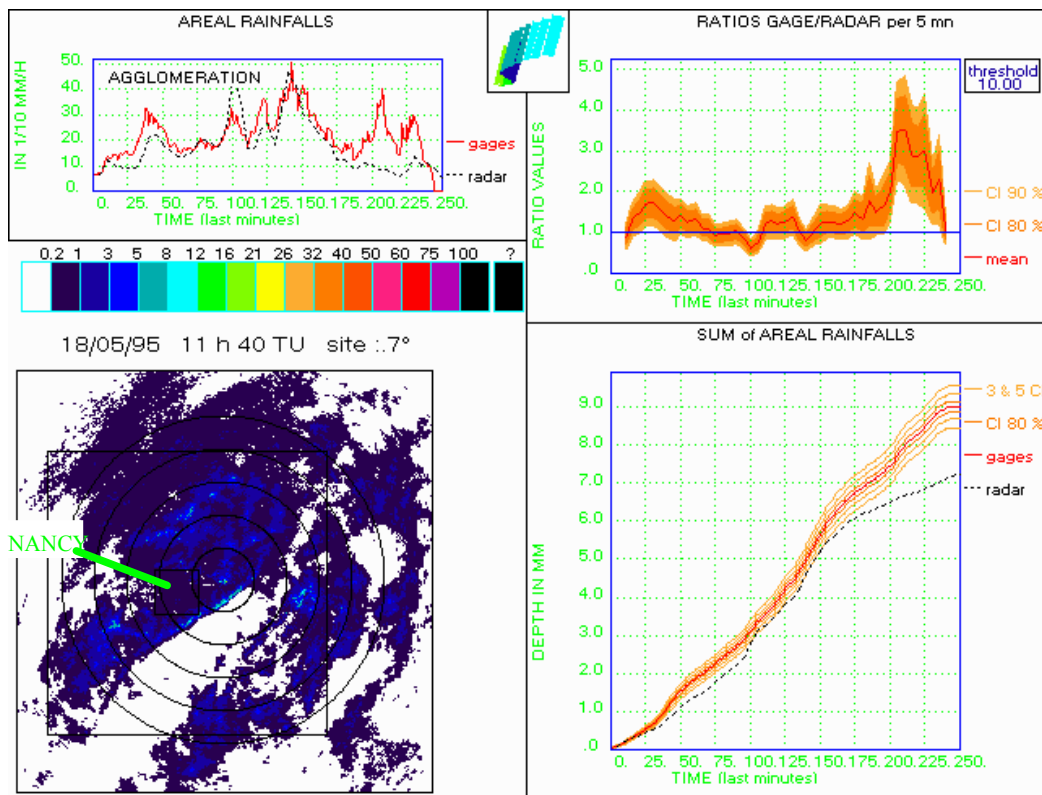 AREAL RAINFALLS
IN 1/10 MM/H
50.
40.
30.
20.
10.
0.
AGGLOMERATION
gages
radar
0. 25. 50. 75. 100. 125. 150. 175. 200. 225. 250.
TIME (last minutes)
RATIOS GAGE/RADAR per 5 mn
threshold
10.00
RATIO VALUES
5.0
4.0
3.0
2.0
1.0
.0
CI 90 %
CI 80 %
mean
0. 25. 50. 75. 100. 125. 150. 175. 200. 225. 250.
TIME (last minutes)
0.2 1 3 5 8 12 16 21 26 32 40 50 60 75 100 ?
18/05/95 11 h 40 TU site :.7°
NANCY
SUM of AREAL RAINFALLS
DEPTH IN MM
9.0
8.0
7.0
6.0
5.0
4.0
3.0
2.0
1.0
.0
3 & 5 C
CI 80 %
gages
radar
0. 25. 50. 75. 100. 125. 150. 175. 200. 225. 250.
TIME (last minutes)